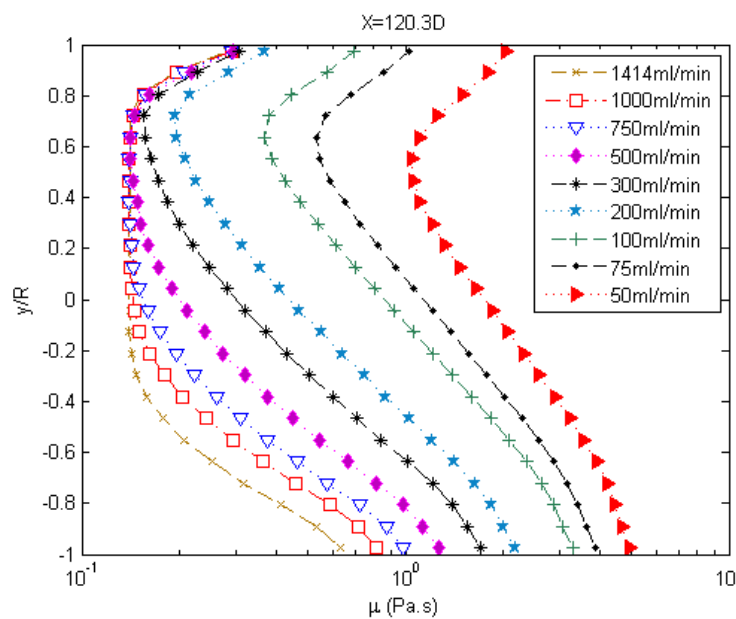 X=120.3D
y/R
1
0.8
0.6
0.4
0.2
0
-0.2
-0.4
-0.6
-0.8
-1
10⁻¹
10⁰
10
μ (Pa.s)
1414ml/min
1000ml/min
750ml/min
500ml/min
300ml/min
200ml/min
100ml/min
75ml/min
50ml/min